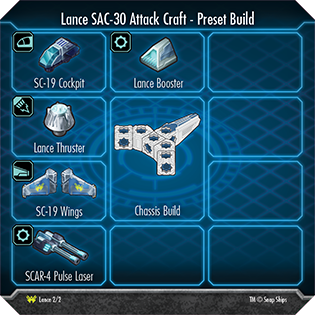 Lance SAC-30 Attack Craft - Preset Build
SC-19 Cockpit
Lance Booster
Lance Thruster
SC-19 Wings
Chassis Build
SCAR-4 Pulse Laser
Lance 2/2
TM © Snap Ships